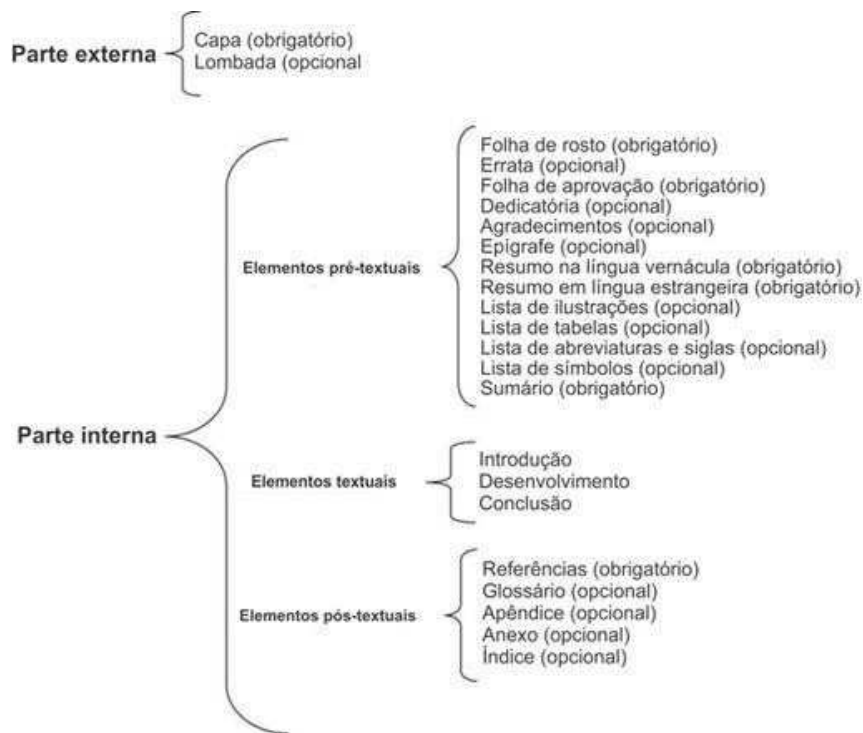 Parte externa
Capa (obrigatório)
Lombada (opcional
Parte interna
Elementos pré-textuais
Folha de rosto (obrigatório)
Errata (opcional)
Folha de aprovação (obrigatório)
Dedicatória (opcional)
Agradecimentos (opcional)
Epígrafe (opcional)
Resumo na língua vernácula (obrigatório)
Resumo em língua estrangeira (obrigatório)
Lista de ilustrações (opcional)
Lista de tabelas (opcional)
Lista de abreviaturas e siglas (opcional)
Lista de símbolos (opcional)
Sumário (obrigatório)
Elementos textuais
Introdução
Desenvolvimento
Conclusão
Elementos pós-textuais
Referências (obrigatório)
Glossário (opcional)
Apêndice (opcional)
Anexo (opcional)
Índice (opcional)